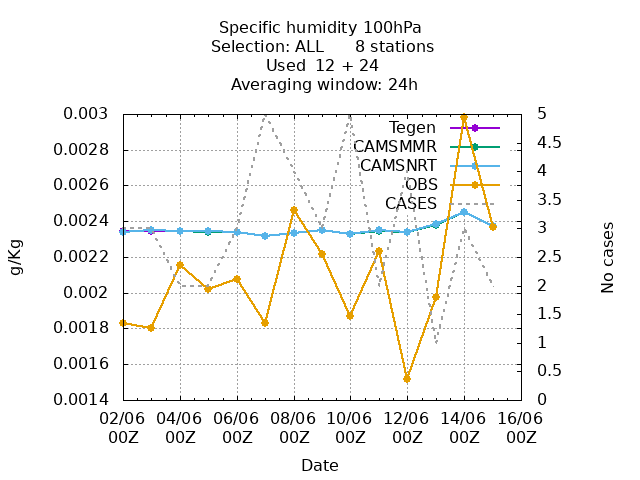 Specific humidity 100hPa
Selection: ALL 8 stations
Used 12 + 24
Averaging window: 24h
0.003
0.0028
0.0026
0.0024
0.0022
0.002
0.0018
0.0016
0.0014
g/Kg
Tegen
CAMSMMR
CAMSNRT
OBS
CASES
5
4.5
4
3.5
3
2.5
2
1.5
1
0.5
0
No cases
02/06 04/06 06/06 08/06 10/06 12/06 14/06 16/06
00Z 00Z 00Z 00Z 00Z 00Z 00Z 00Z
Date